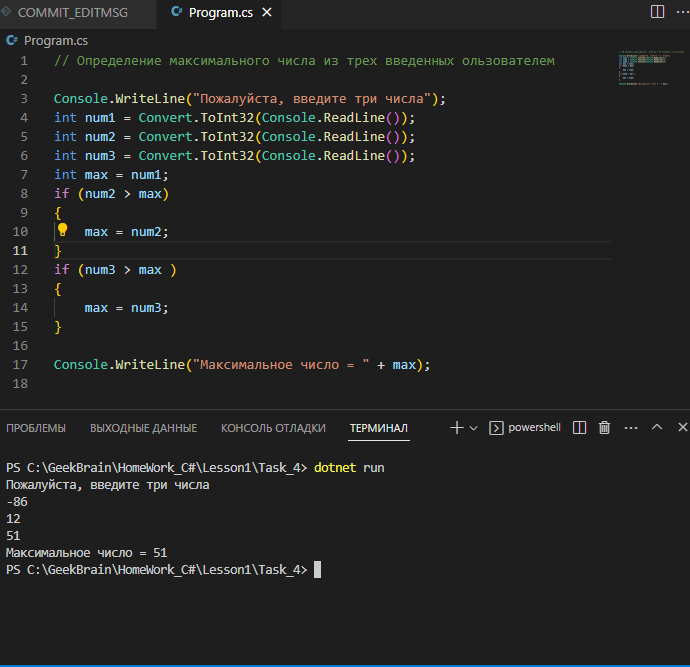 COMMIT_EDITMSG
C# Program.cs
C# Program.cs
1 // Определение максимального числа из трех введенных ользователем
2
3 Console.WriteLine("Пожалуйста, введите три числа");
4 int num1 = Convert.ToInt32(Console.ReadLine());
5 int num2 = Convert.ToInt32(Console.ReadLine());
6 int num3 = Convert.ToInt32(Console.ReadLine());
7 int max = num1;
8 if (num2 > max)
9 {
10 max = num2;
11 }
12 if (num3 > max )
13 {
14 max = num3;
15 }
16
17 Console.WriteLine("Максимальное число = " + max);
18
ПРОБЛЕМЫ ВЫХОДНЫЕ ДАННЫЕ КОНСОЛЬ ОТЛАДКИ ТЕРМИНАЛ powershell
PS C:\GeekBrain\HomeWork_C#\Lesson1\Task_4> dotnet run
Пожалуйста, введите три числа
-86
12
51
Максимальное число = 51
PS C:\GeekBrain\HomeWork_C#\Lesson1\Task_4>